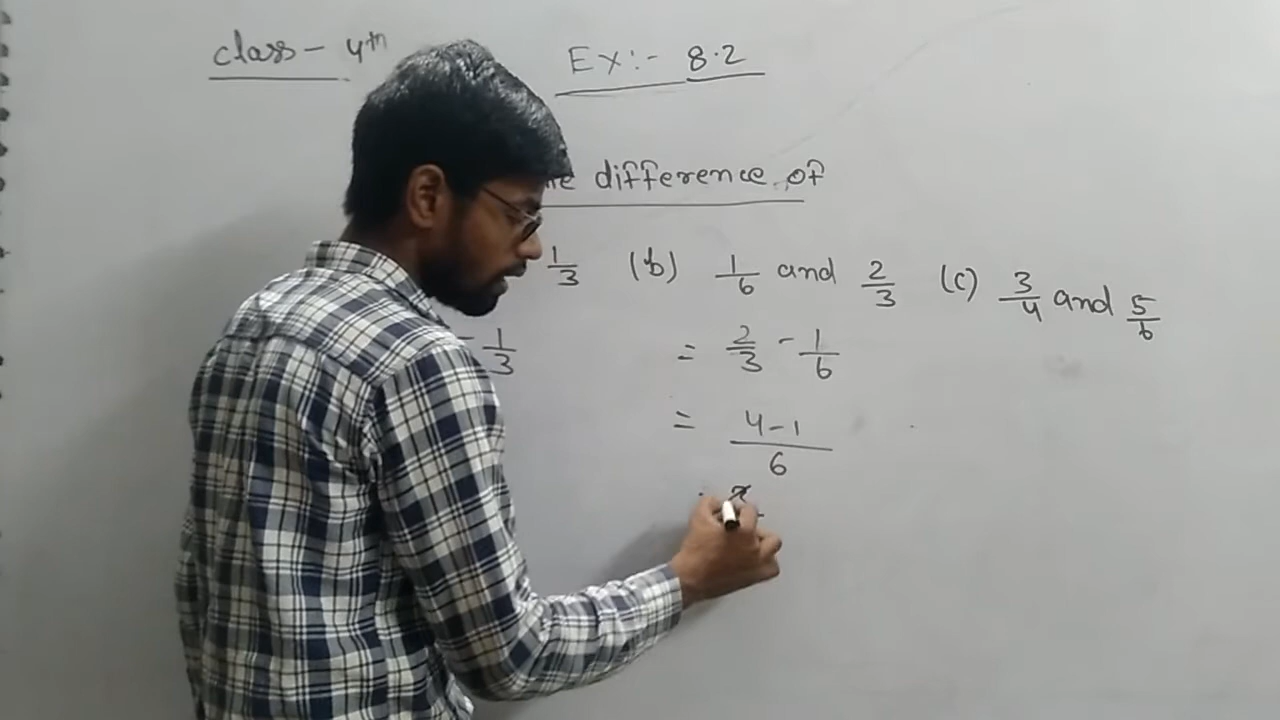 class - 4th
Ex:- 8.2
difference of
1/3 (b) 1/6 and 2/3 (c) 3/4 and 5/6
- 1/3
= 2/3 - 1/6
= 4-1/6